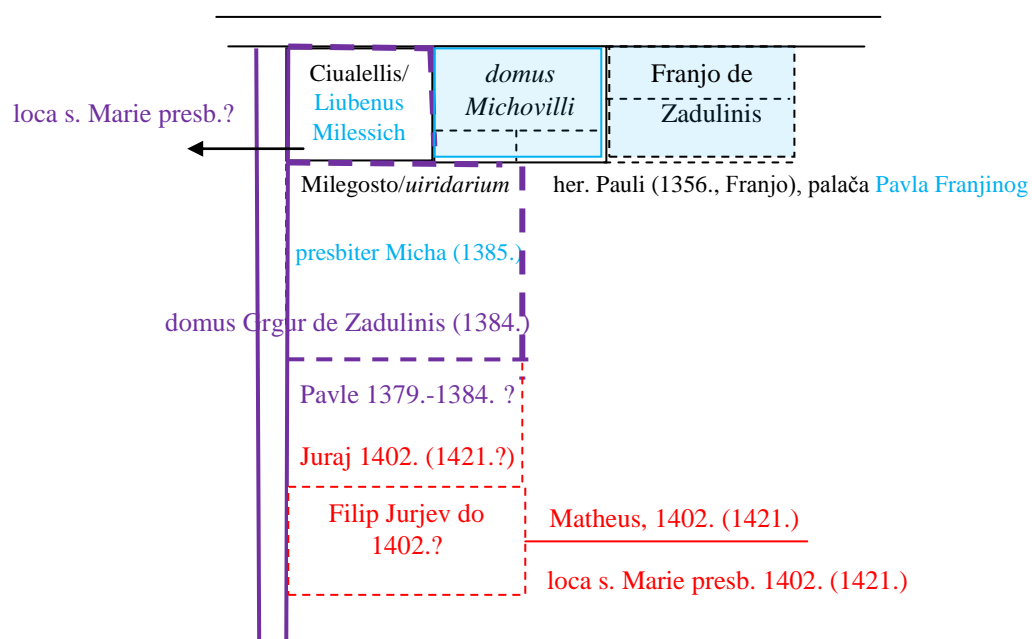 Ciualellis/
Liubenus
Milessich
domus
Michovilli
Franjo de
Zadulinis
loca s. Marie presb.?
Milegosto/uiridarium
her. Pauli (1356., Franjo), palača Pavla Franjinog
presbiter Micha (1385.)
domus Grgur de Zadulinis (1384.)
Pavle 1379.-1384. ?
Juraj 1402. (1421.?)
Filip Jurjev do
1402.?
Matheus, 1402. (1421.)
loca s. Marie presb. 1402. (1421.)